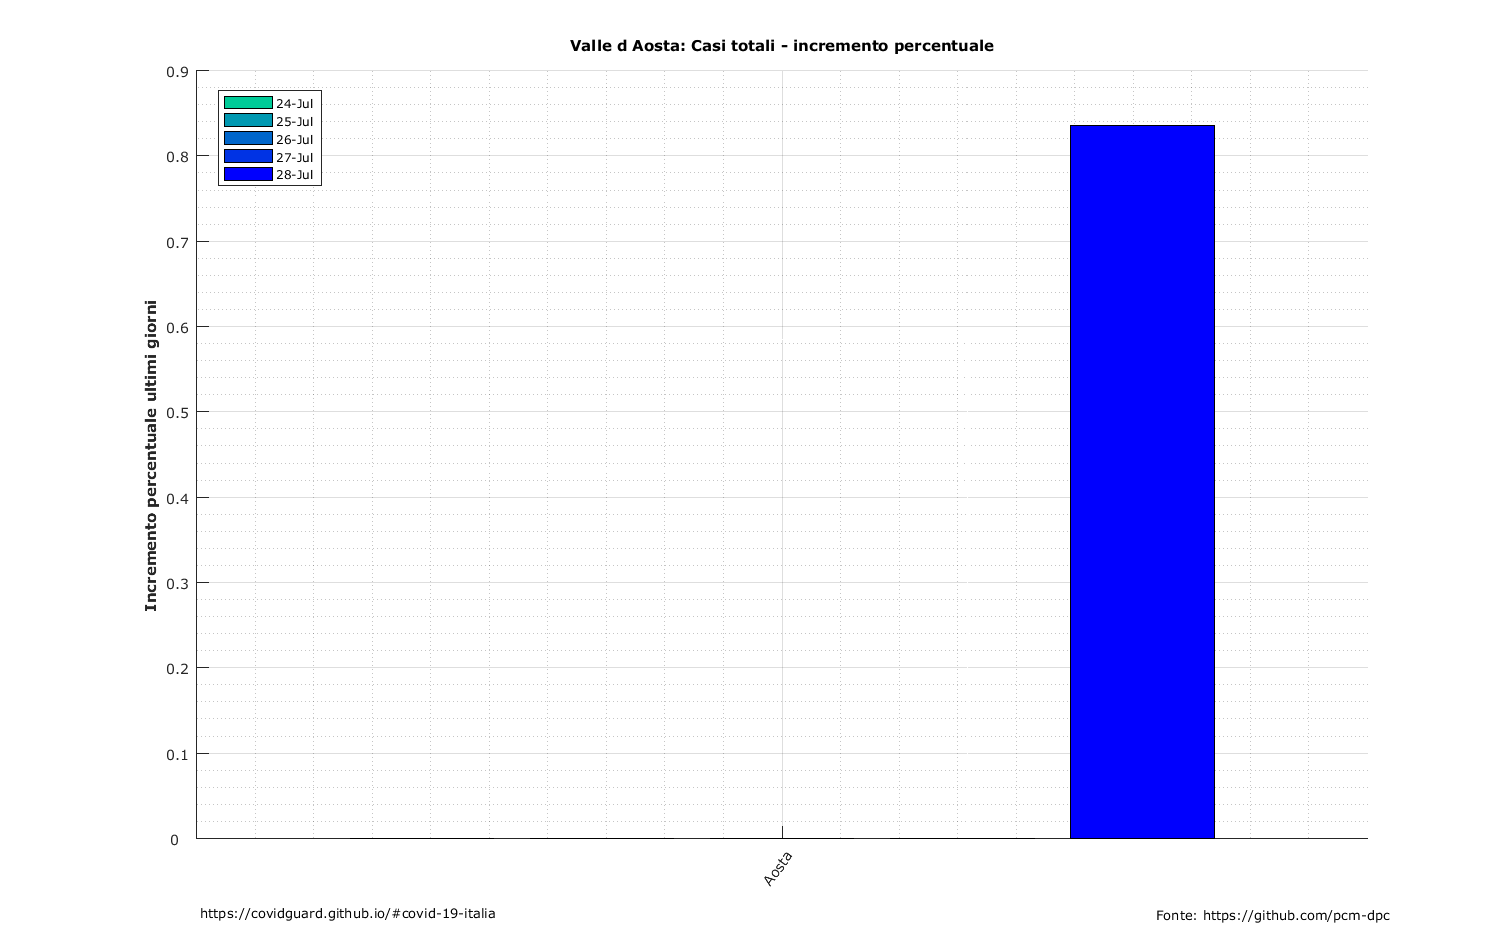 Valle d Aosta: Casi totali - incremento percentuale
0.9
0.8
0.7
0.6
0.5
0.4
0.3
0.2
0.1
0
24-Jul
25-Jul
26-Jul
27-Jul
28-Jul
Incremento percentuale ultimi giorni
Aosta
https://covidguard.github.io/#covid-19-italia
Fonte: https://github.com/pcm-dpc